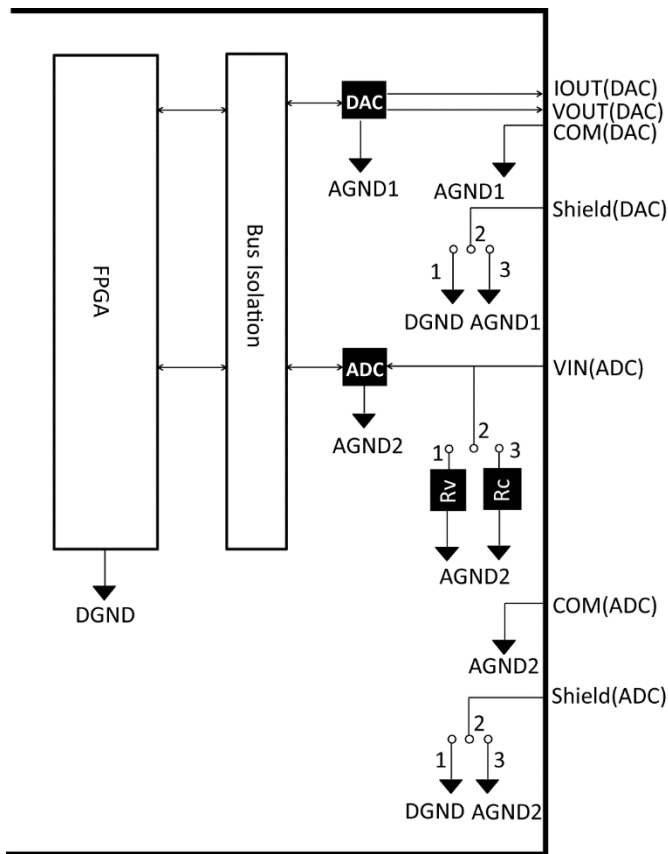 IOUT(DAC)
DAC
VOUT(DAC)
COM(DAC)
AGND1
AGND1
Shield(DAC)
2
1
3
DGND
AGND1
FPGA
Bus Isolation
ADC
VIN(ADC)
AGND2
2
1
3
Rv
Rc
AGND2
DGND
COM(ADC)
AGND2
Shield(ADC)
2
1
3
DGND
AGND2